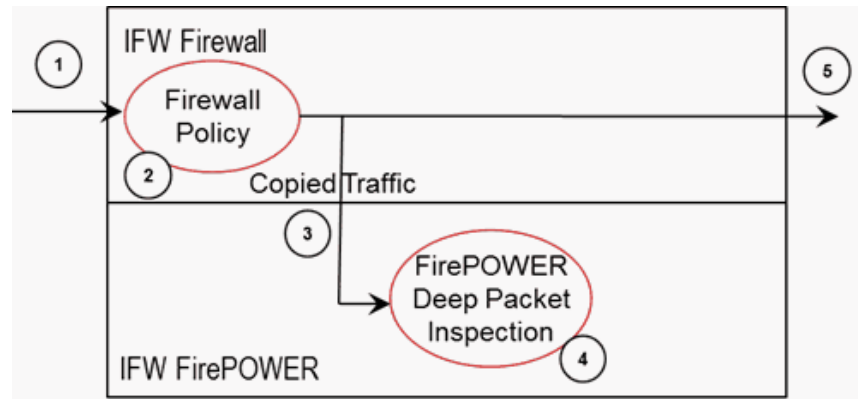 IFW Firewall
1
5
Firewall
Policy
2
Copied Traffic
3
FirePOWER
Deep Packet
Inspection
4
IFW FirePOWER